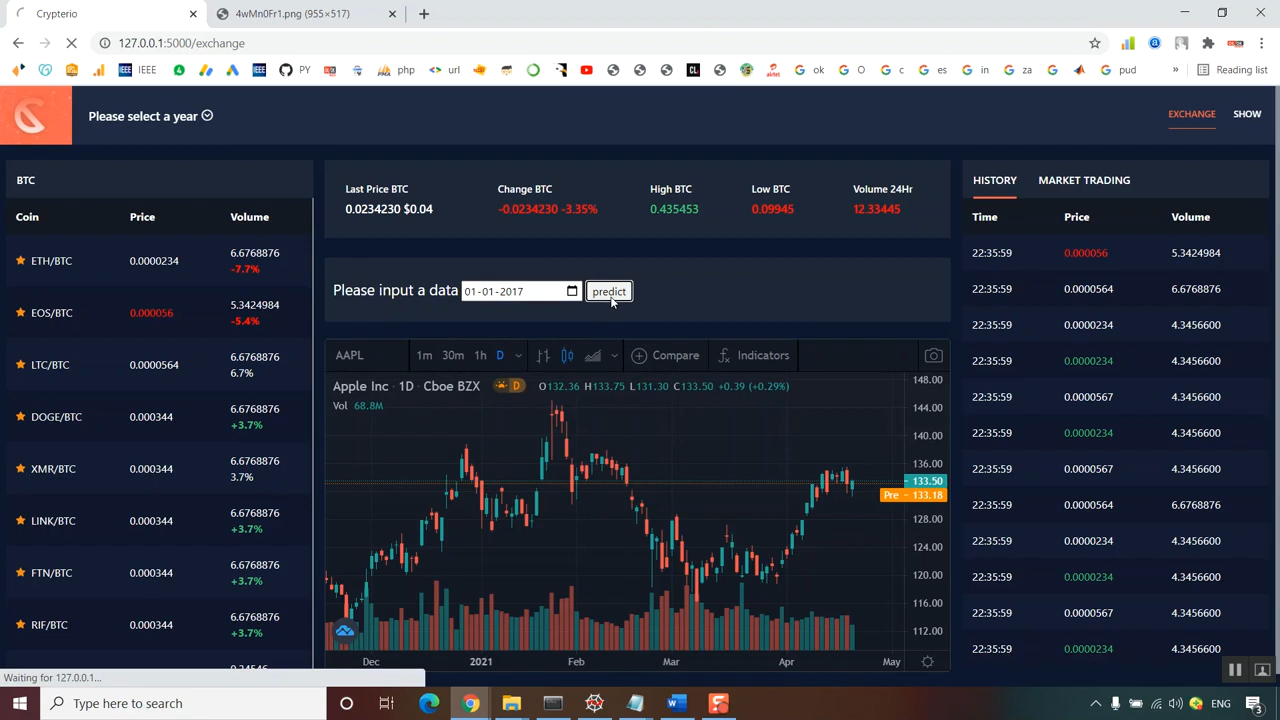 Crypterio
4wMn0Fr1.png (955×517)
127.0.0.1:5000/exchange
IEEE
IEEE
PY
php
url
ok
O
c
es
in
za
pud
»
Reading list
Please select a year
EXCHANGE
SHOW
BTC
Coin Price Volume
ETH/BTC 0.0000234 6.6768876
-7.7%
EOS/BTC 0.000056 5.3424984
-5.4%
LTC/BTC 0.0000564 6.6768876
6.7%
DOGE/BTC 0.000344 6.6768876
+3.7%
XMR/BTC 0.000344 6.6768876
3.7%
LINK/BTC 0.000344 6.6768876
+3.7%
FTN/BTC 0.000344 6.6768876
+3.7%
RIF/BTC 0.000344 6.6768876
+3.7%
Last Price BTC Change BTC High BTC Low BTC Volume 24Hr
0.0234230 $0.04 -0.0234230 -3.35% 0.435453 0.09945 12.33445
Please input a data 01-01-2017 predict
AAPL 1m 30m 1h D Compare Indicators
Apple Inc · 1D · Cboe BZX D O132.36 H133.75 L131.30 C133.50 +0.39 (+0.29%)
Vol 68.8M
148.00
144.00
140.00
136.00
133.50
Pre – 133.18
128.00
124.00
120.00
116.00
112.00
Dec 2021 Feb Mar Apr May
HISTORY MARKET TRADING
Time Price Volume
22:35:59 0.000056 5.3424984
22:35:59 0.0000564 6.6768876
22:35:59 0.0000234 4.3456600
22:35:59 0.0000234 4.3456600
22:35:59 0.0000567 4.3456600
22:35:59 0.0000234 4.3456600
22:35:59 0.0000567 4.3456600
22:35:59 0.0000564 6.6768876
22:35:59 0.0000234 4.3456600
22:35:59 0.0000234 4.3456600
22:35:59 0.0000567 4.3456600
22:35:59 0.0000234 4.3456600
Waiting for 127.0.0.1...
Type here to search
ENG
3